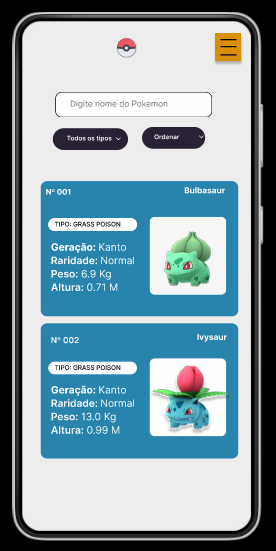 Digite nome do Pokemon
Todos os tipos
Ordenar
Nº 001
Bulbasaur
TIPO: GRASS POISON
Geração: Kanto
Raridade: Normal
Peso: 6.9 Kg
Altura: 0.71 M
Nº 002
Ivysaur
TIPO: GRASS POISON
Geração: Kanto
Raridade: Normal
Peso: 13.0 Kg
Altura: 0.99 M